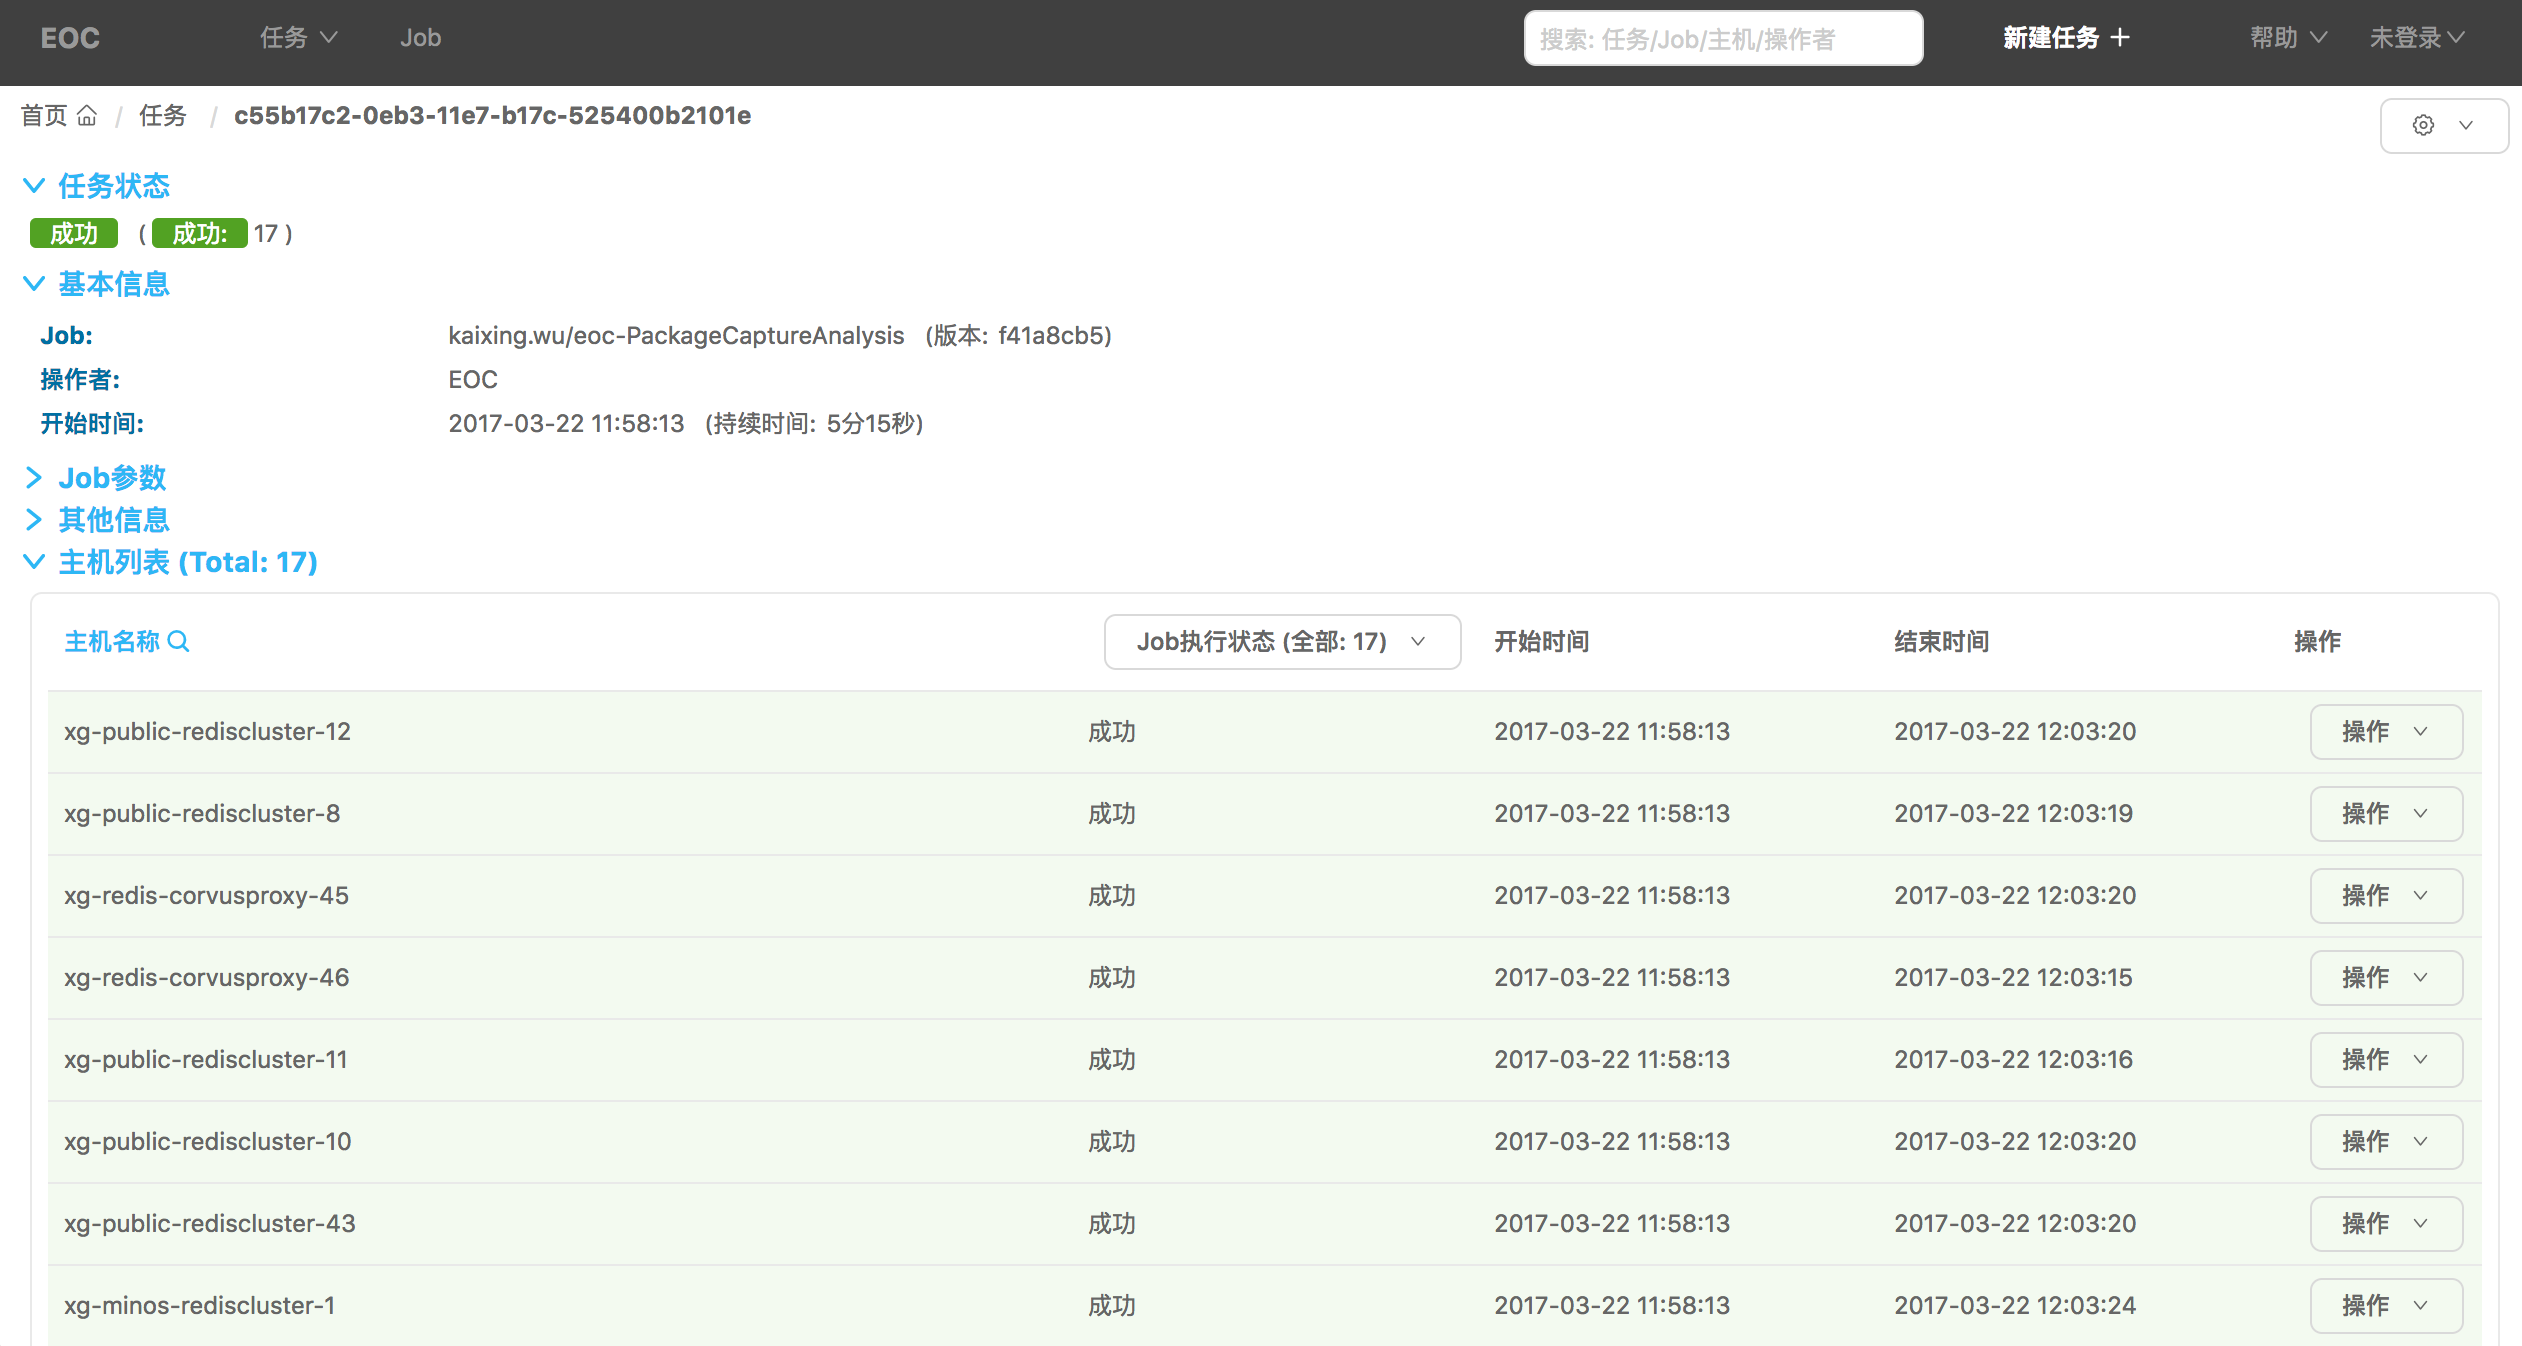 EOC 任务 Job 搜索: 任务/Job/主机/操作者 新建任务 + 帮助 未登录
首页 / 任务 / c55b17c2-0eb3-11e7-b17c-525400b2101e
任务状态
成功 ( 成功: 17 )
基本信息
Job: kaixing.wu/eoc-PackageCaptureAnalysis (版本: f41a8cb5)
操作者: EOC
开始时间: 2017-03-22 11:58:13 (持续时间: 5分15秒)
Job参数
其他信息
主机列表 (Total: 17)
主机名称 Job执行状态 (全部: 17) 开始时间 结束时间 操作
xg-public-rediscluster-12 成功 2017-03-22 11:58:13 2017-03-22 12:03:20 操作
xg-public-rediscluster-8 成功 2017-03-22 11:58:13 2017-03-22 12:03:19 操作
xg-redis-corvusproxy-45 成功 2017-03-22 11:58:13 2017-03-22 12:03:20 操作
xg-redis-corvusproxy-46 成功 2017-03-22 11:58:13 2017-03-22 12:03:15 操作
xg-public-rediscluster-11 成功 2017-03-22 11:58:13 2017-03-22 12:03:16 操作
xg-public-rediscluster-10 成功 2017-03-22 11:58:13 2017-03-22 12:03:20 操作
xg-public-rediscluster-43 成功 2017-03-22 11:58:13 2017-03-22 12:03:20 操作
xg-minos-rediscluster-1 成功 2017-03-22 11:58:13 2017-03-22 12:03:24 操作